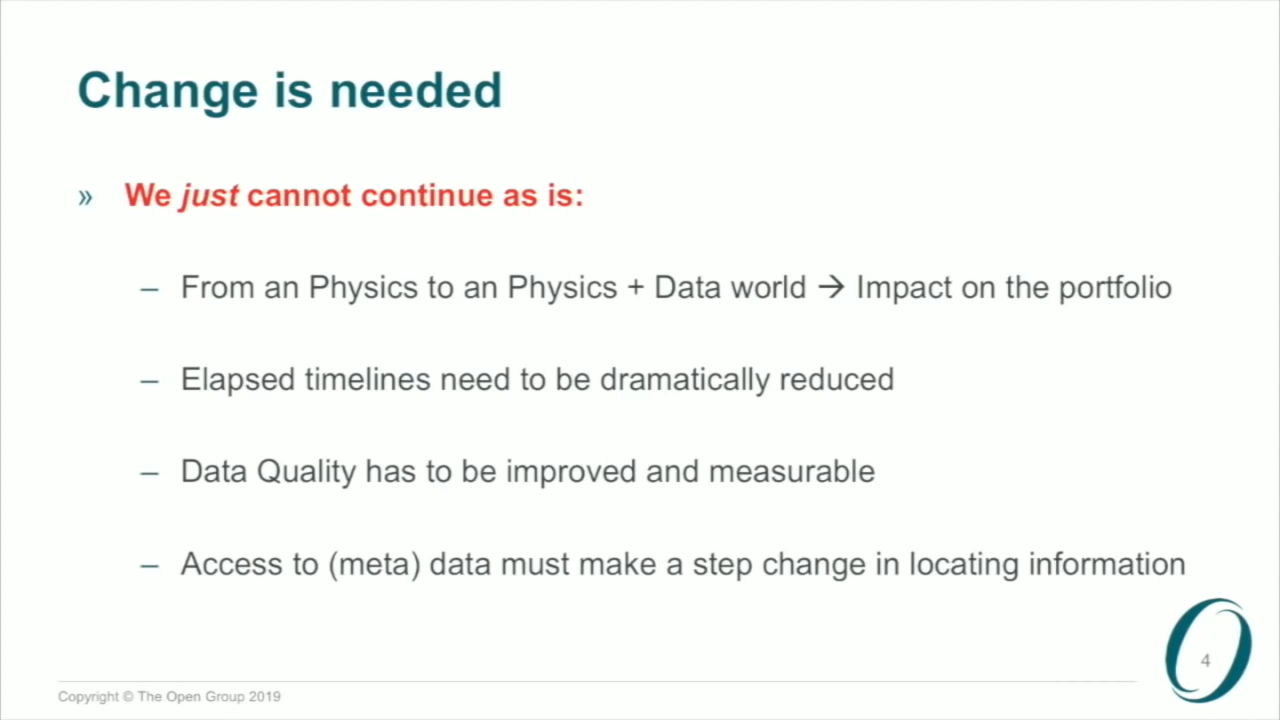 Change is needed
» We just cannot continue as is:
– From an Physics to an Physics + Data world → Impact on the portfolio
– Elapsed timelines need to be dramatically reduced
– Data Quality has to be improved and measurable
– Access to (meta) data must make a step change in locating information
4
Copyright © The Open Group 2019